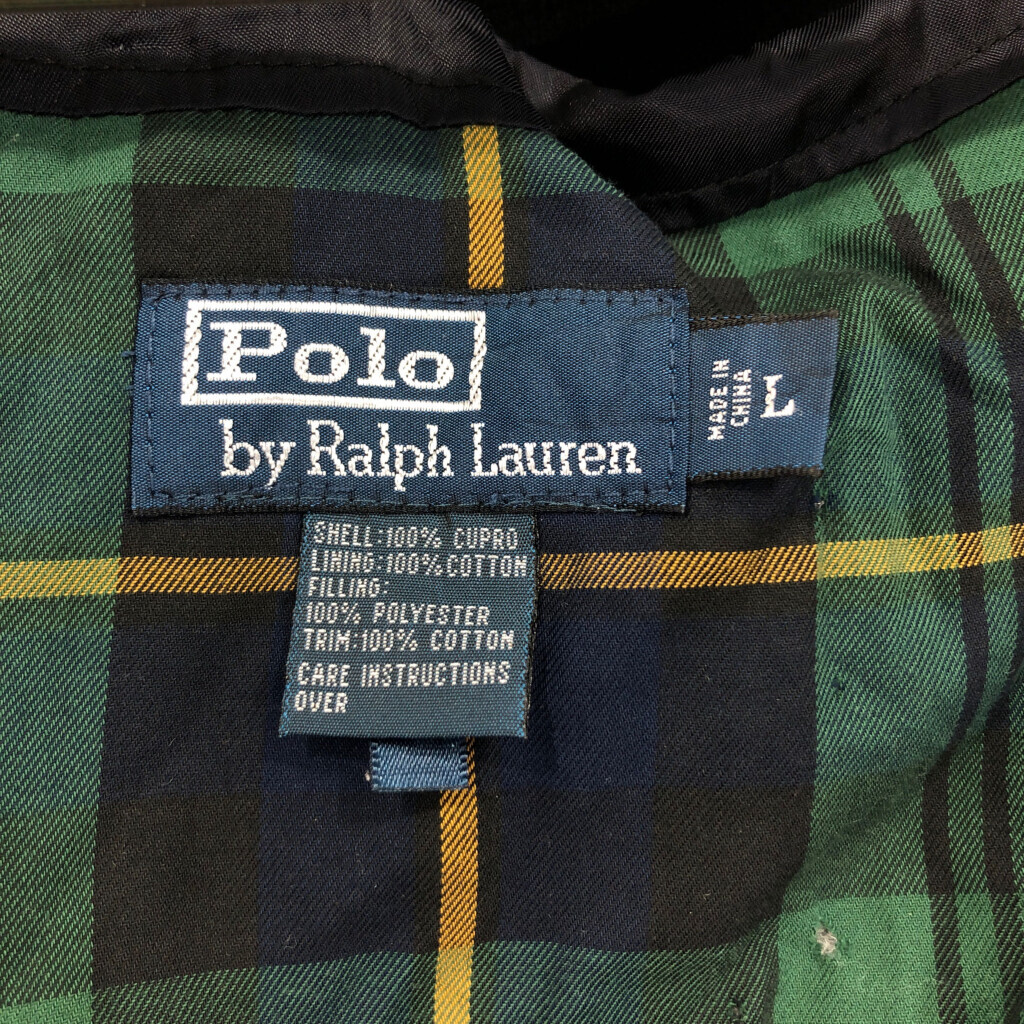 Polo
by Ralph Lauren
MADE IN
CHINA
L
SHELL:100% CUPRO
LINING:100%COTTON
FILLING:
100% POLYESTER
TRIM:100% COTTON
CARE INSTRUCTIONS
OVER